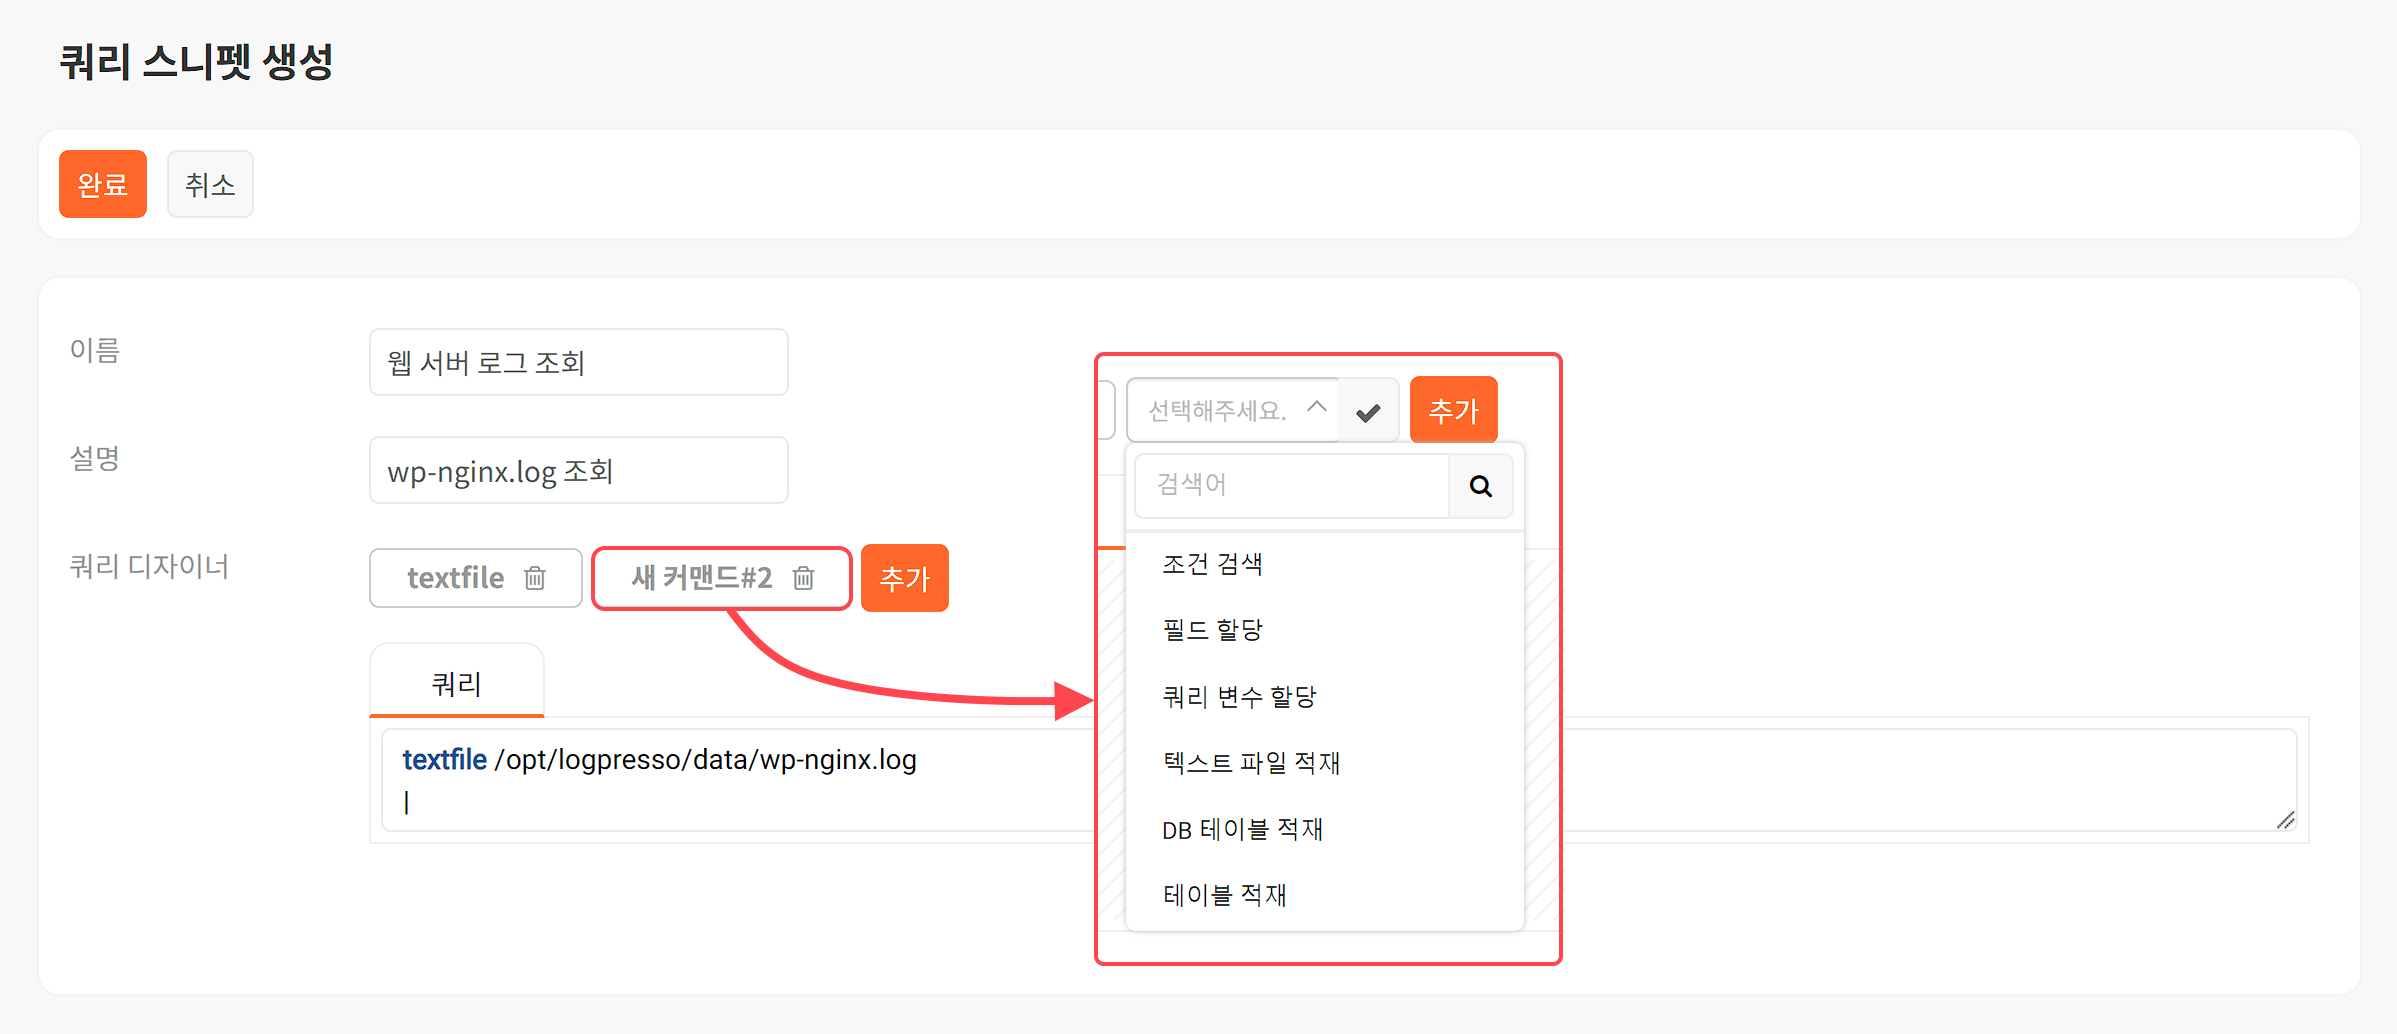 쿼리 스니펫 생성
완료 취소
이름 웹 서버 로그 조회
설명 wp-nginx.log 조회
쿼리 디자이너 textfile 새 커맨드#2 추가
쿼리
textfile /opt/logpresso/data/wp-nginx.log
|
선택해주세요. 추가
검색어
조건 검색
필드 할당
쿼리 변수 할당
텍스트 파일 적재
DB 테이블 적재
테이블 적재